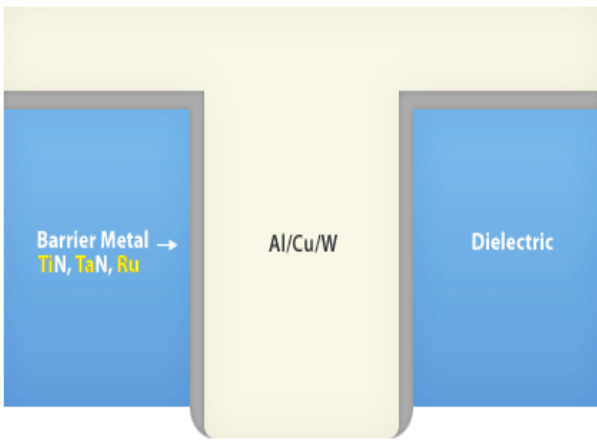 Barrier Metal →
TiN, TaN, Ru
Al/Cu/W
Dielectric